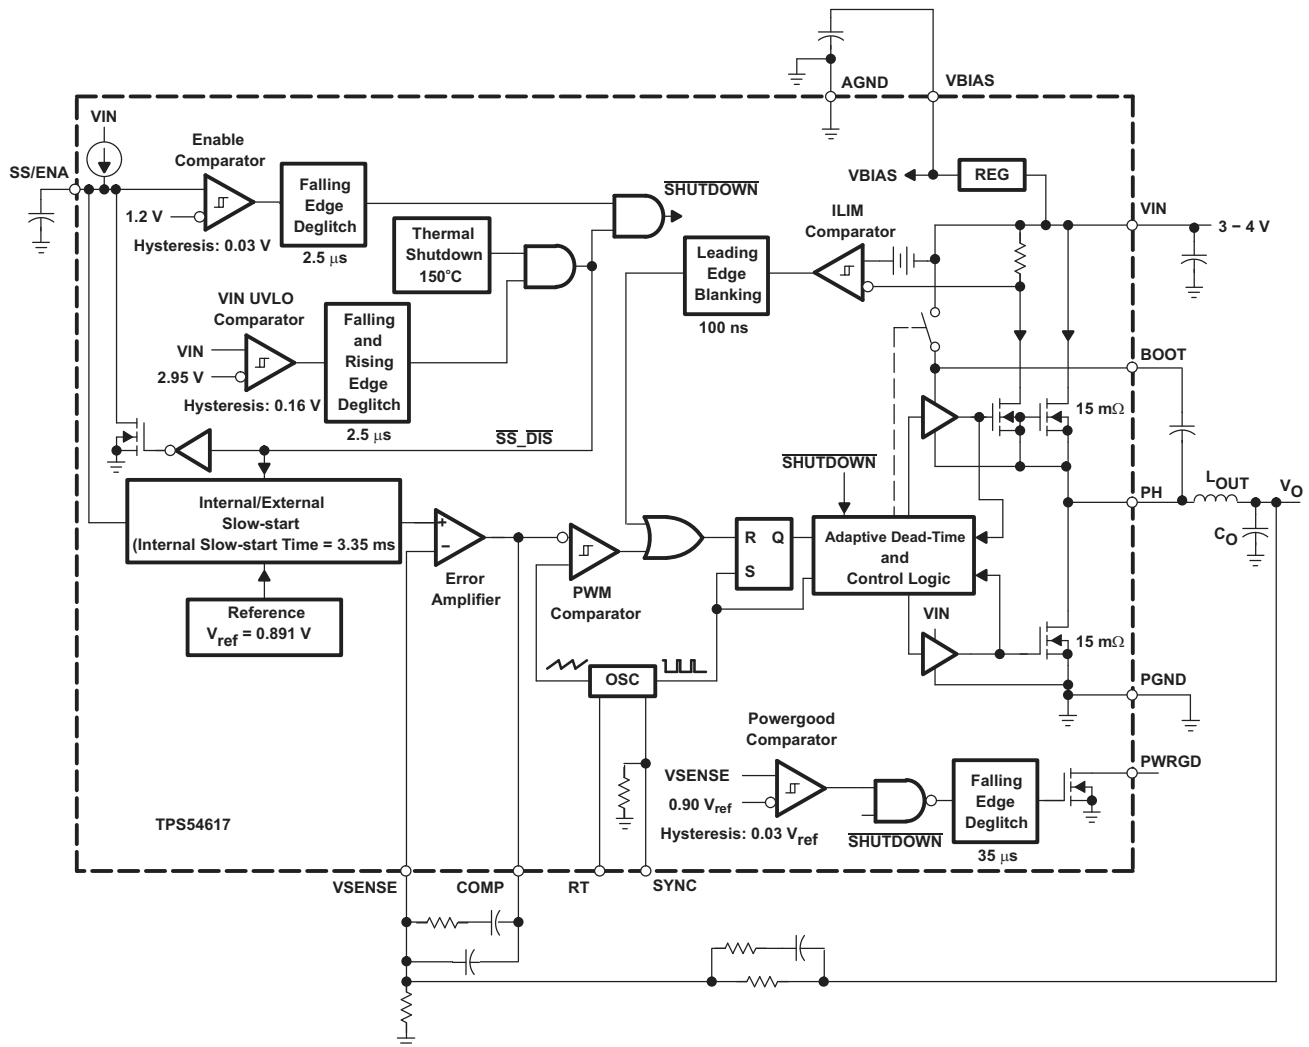 AGND
VBIAS
VIN
Enable
Comparator
SS/ENA
1.2 V
Hysteresis: 0.03 V
Falling
Edge
Deglitch
2.5 μs
SHUTDOWN
Thermal
Shutdown
150°C
VIN UVLO
Comparator
VIN
2.95 V
Hysteresis: 0.16 V
Falling
and
Rising
Edge
Deglitch
2.5 μs
SS_DIS
VBIAS
REG
ILIM
Comparator
Leading
Edge
Blanking
100 ns
VIN
3 − 4 V
BOOT
15 mΩ
PH
LOUT
VO
CO
Internal/External
Slow-start
(Internal Slow-start Time = 3.35 ms
Reference
Vref = 0.891 V
+
−
Error
Amplifier
PWM
Comparator
R Q
S
SHUTDOWN
Adaptive Dead-Time
and
Control Logic
VIN
15 mΩ
OSC
PGND
Powergood
Comparator
VSENSE
0.90 Vref
Hysteresis: 0.03 Vref
SHUTDOWN
Falling
Edge
Deglitch
35 μs
PWRGD
TPS54617
VSENSE
COMP
RT
SYNC